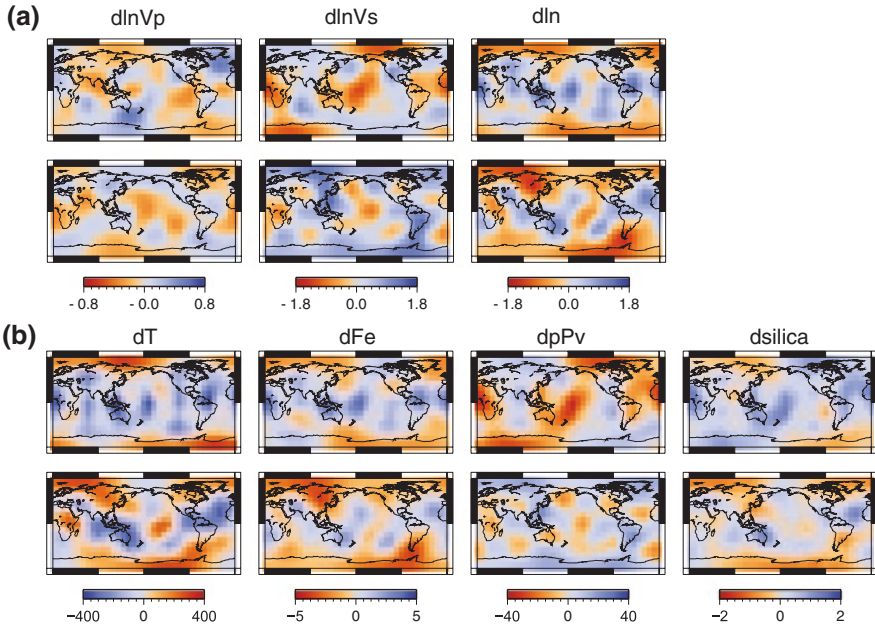 (a)
dlnVp dlnVs dln
- 0.8 - 0.0 0.8
- 1.8 0.0 1.8
- 1.8 0.0 1.8
(b)
dT dFe dpPv dsilica
−400 0 400
−5 0 5
−40 0 40
−2 0 2